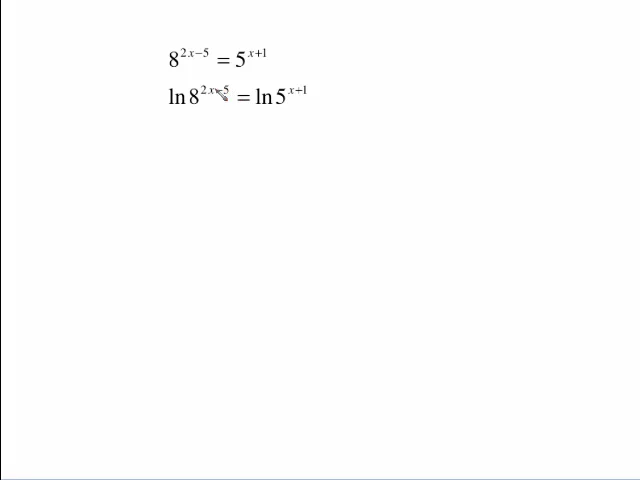 8^{2x-5} = 5^{x+1}
ln 8^{2x-5} = ln 5^{x+1}